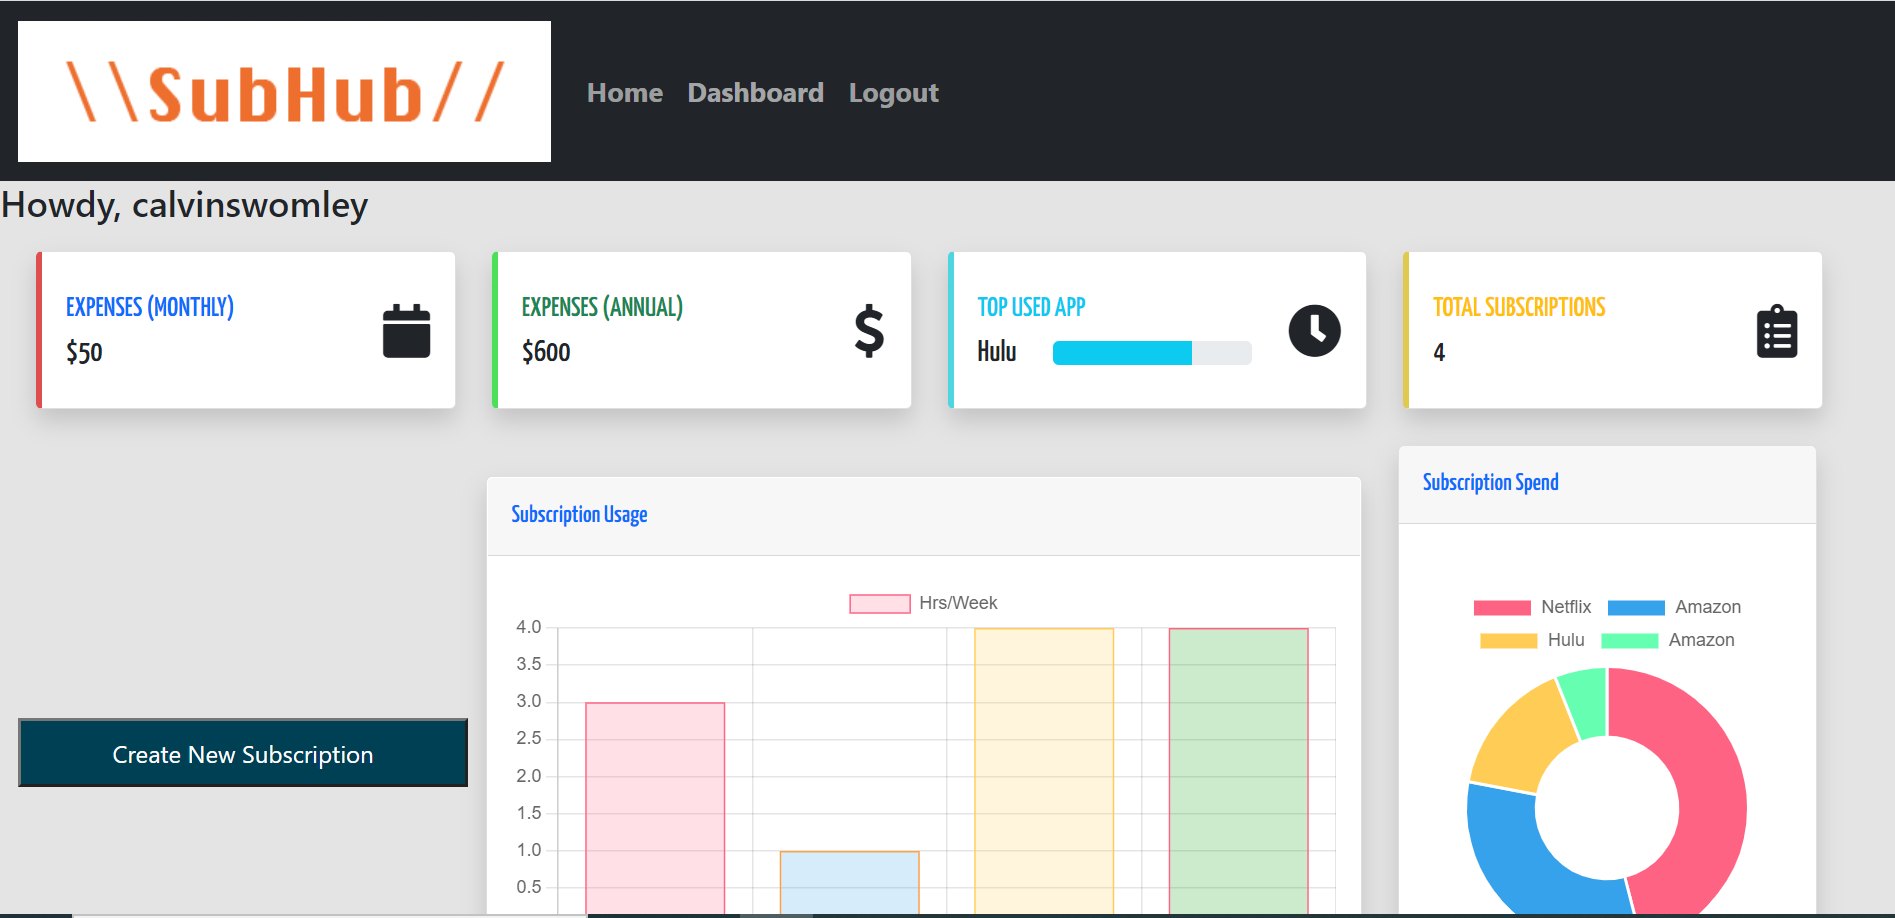 \\SubHub//
Home Dashboard Logout
Howdy, calvinswomley
EXPENSES (MONTHLY)
$50
EXPENSES (ANNUAL)
$600
TOP USED APP
Hulu
TOTAL SUBSCRIPTIONS
4
Create New Subscription
Subscription Usage
Hrs/Week
4.0
3.5
3.0
2.5
2.0
1.5
1.0
0.5
Subscription Spend
Netflix Amazon
Hulu Amazon